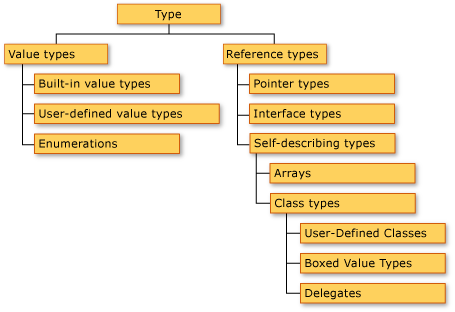 Type
Value types
Built-in value types
User-defined value types
Enumerations
Reference types
Pointer types
Interface types
Self-describing types
Arrays
Class types
User-Defined Classes
Boxed Value Types
Delegates